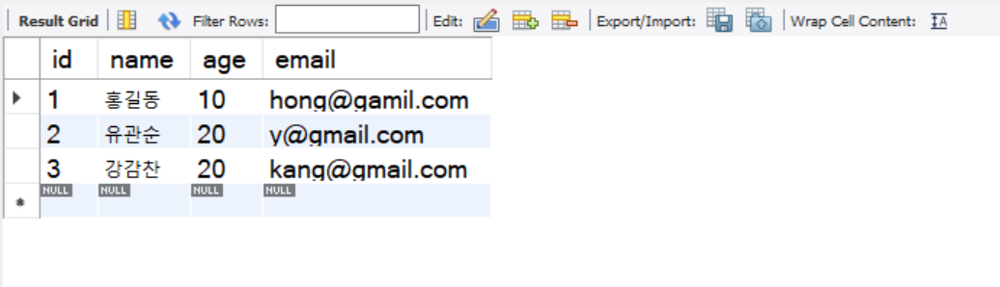 Result Grid Filter Rows: Edit: Export/Import: Wrap Cell Content: IA
id name age email
1 홍길동 10 hong@gamil.com
2 유관순 20 y@gmail.com
3 강감찬 20 kang@gmail.com
NULL NULL NULL NULL